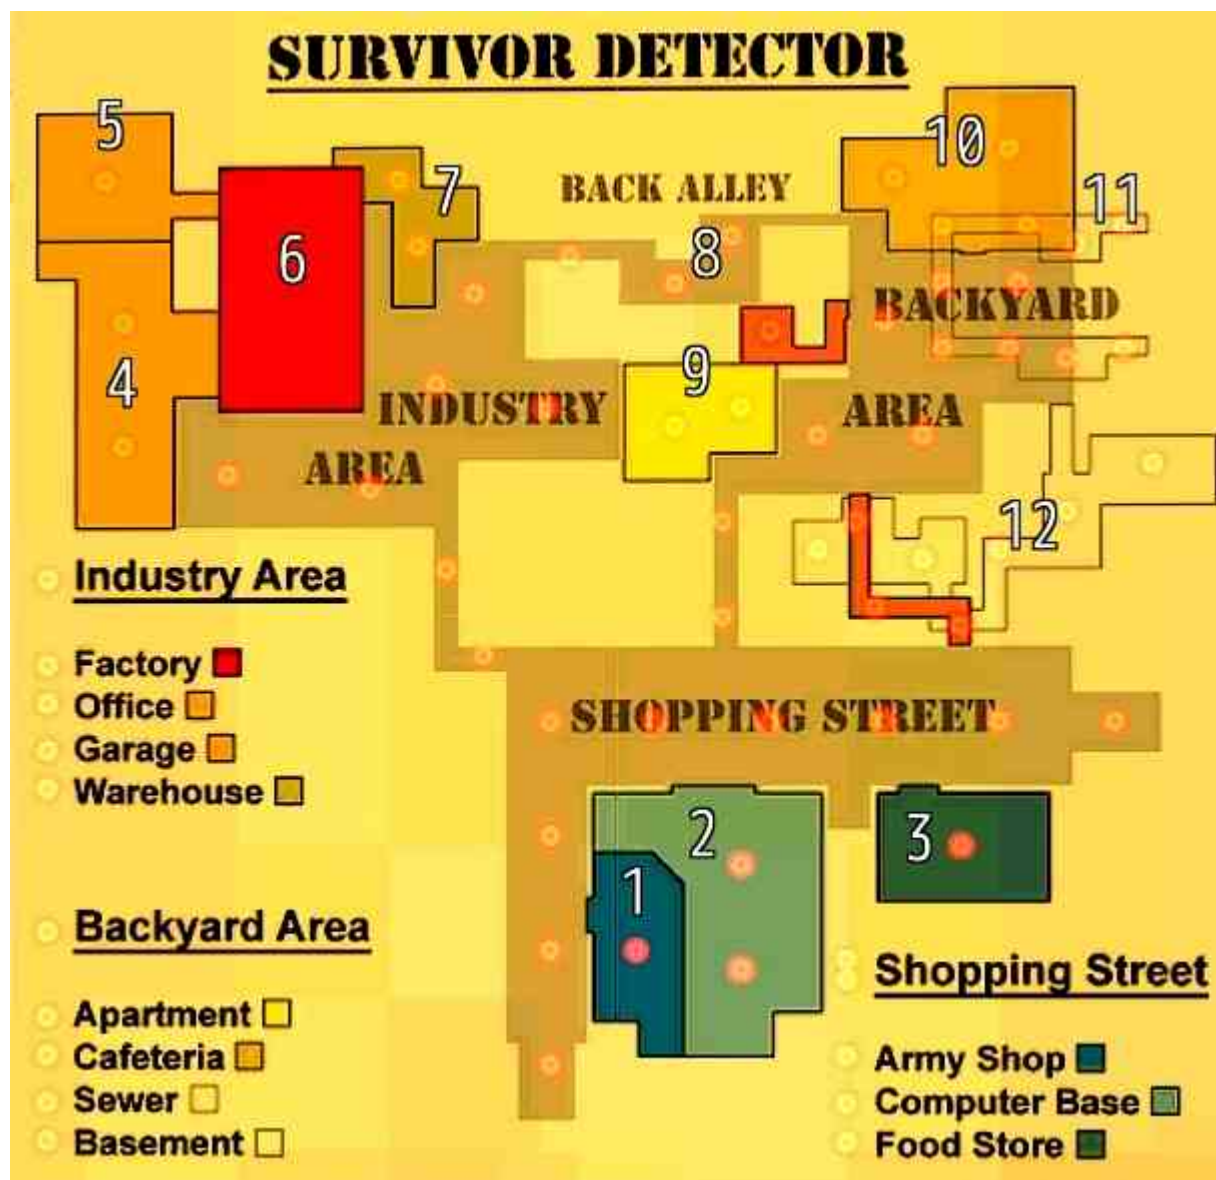 SURVIVOR DETECTOR
5
10
7
11
BACK ALLEY
6
8
BACKYARD
4
9
INDUSTRY
AREA
AREA
12
Industry Area
Factory
Office
Garage
Warehouse
SHOPPING STREET
2
3
1
Backyard Area
Apartment
Cafeteria
Sewer
Basement
Shopping Street
Army Shop
Computer Base
Food Store